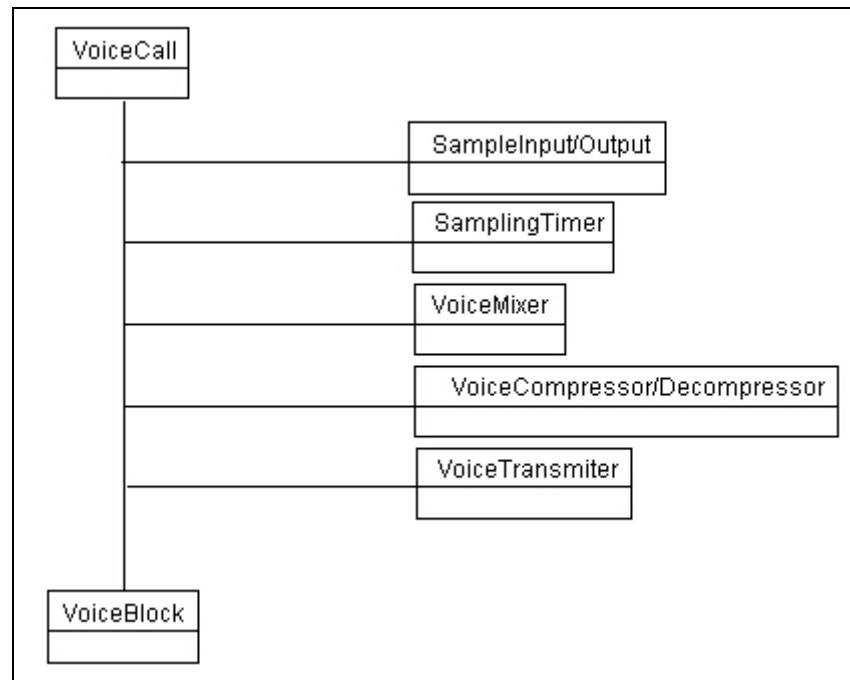 VoiceCall
SampleInput/Output
SamplingTimer
VoiceMixer
VoiceCompressor/Decompressor
VoiceTransmiter
VoiceBlock